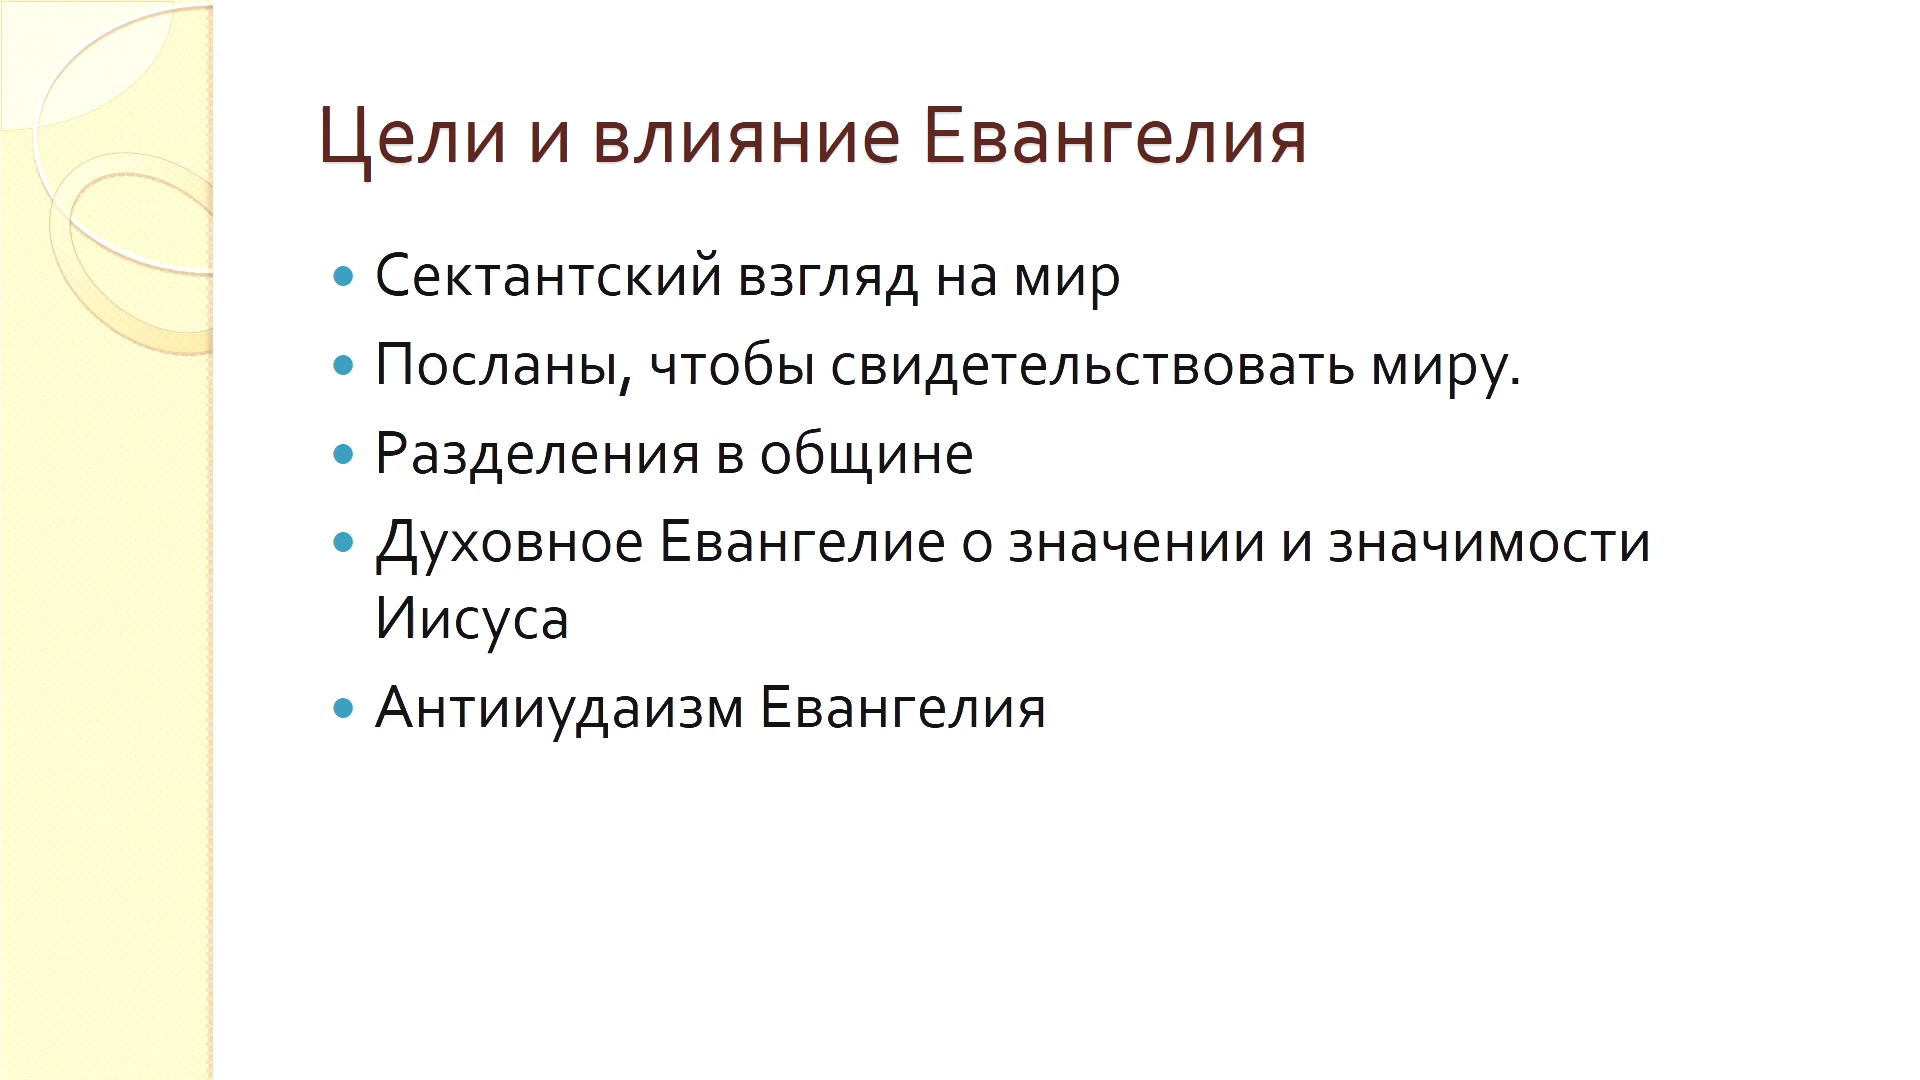 Цели и влияние Евангелия
• Сектантский взгляд на мир
• Посланы, чтобы свидетельствовать миру.
• Разделения в общине
• Духовное Евангелие о значении и значимости
Иисуса
• Антииудаизм Евангелия